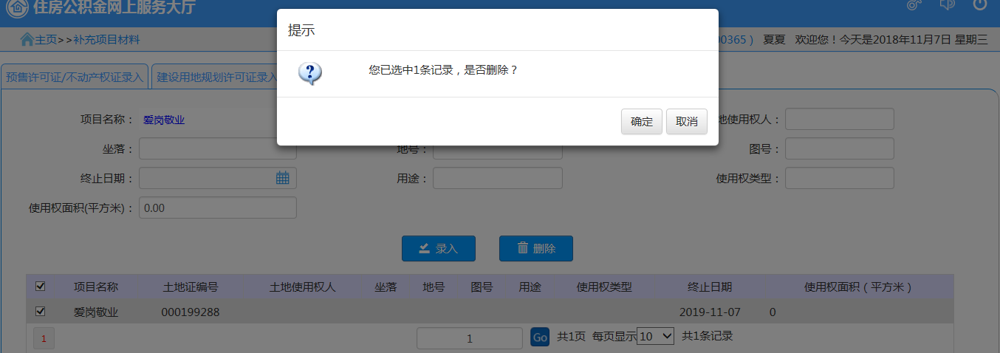 住房公积金网上服务大厅
主页>>补充项目材料
00365 ) 夏夏 欢迎您！今天是2018年11月7日 星期三
提示
您已选中1条记录，是否删除？
确定 取消
预售许可证/不动产权证录入 建设用地规划许可证录入
项目名称： 爱岗敬业 地使用权人：
坐落： 地号： 图号：
终止日期： 用途： 使用权类型：
使用权面积(平方米)： 0.00
录入 删除
项目名称 土地证编号 土地使用权人 坐落 地号 图号 用途 使用权类型 终止日期 使用权面积（平方米）
爱岗敬业 000199288 2019-11-07 0
1 1 Go 共1页 每页显示 10 共1条记录